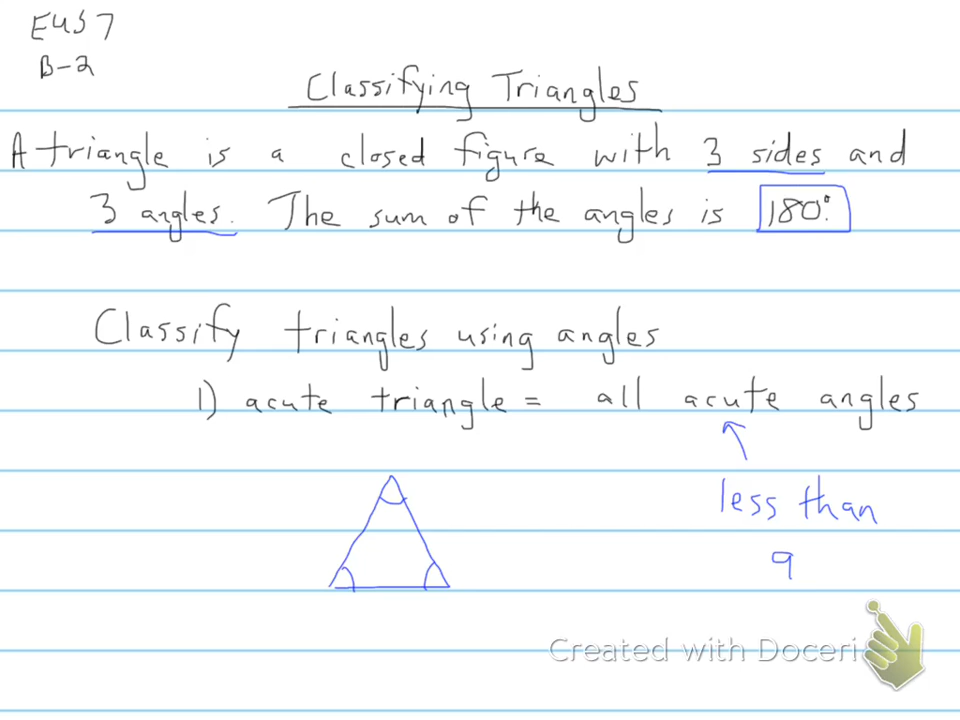 E4S7
B-2
Classifying Triangles
A triangle is a closed figure with 3 sides and
3 angles. The sum of the angles is 180°.
Classify triangles using angles
1) acute triangle = all acute angles
less than
9
Created with Doceri